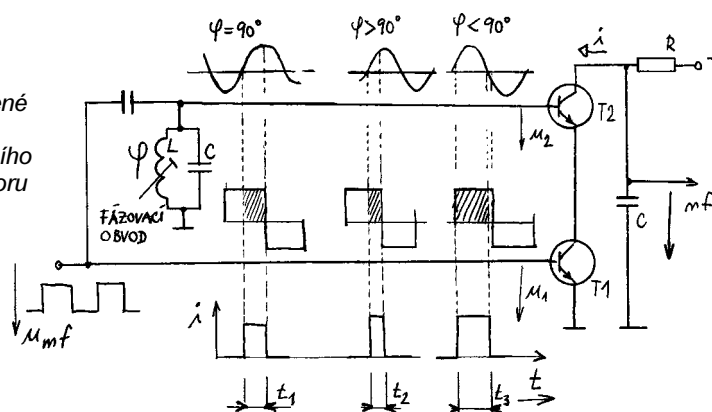 φ=90°
φ>90°
φ<90°
i
R
T2
ené
ího
oru
φ
L
C
FÁZOVACÍ
OBVOD
u2
C
nf
u1
T1
umf
i
t
t1
t2
t3